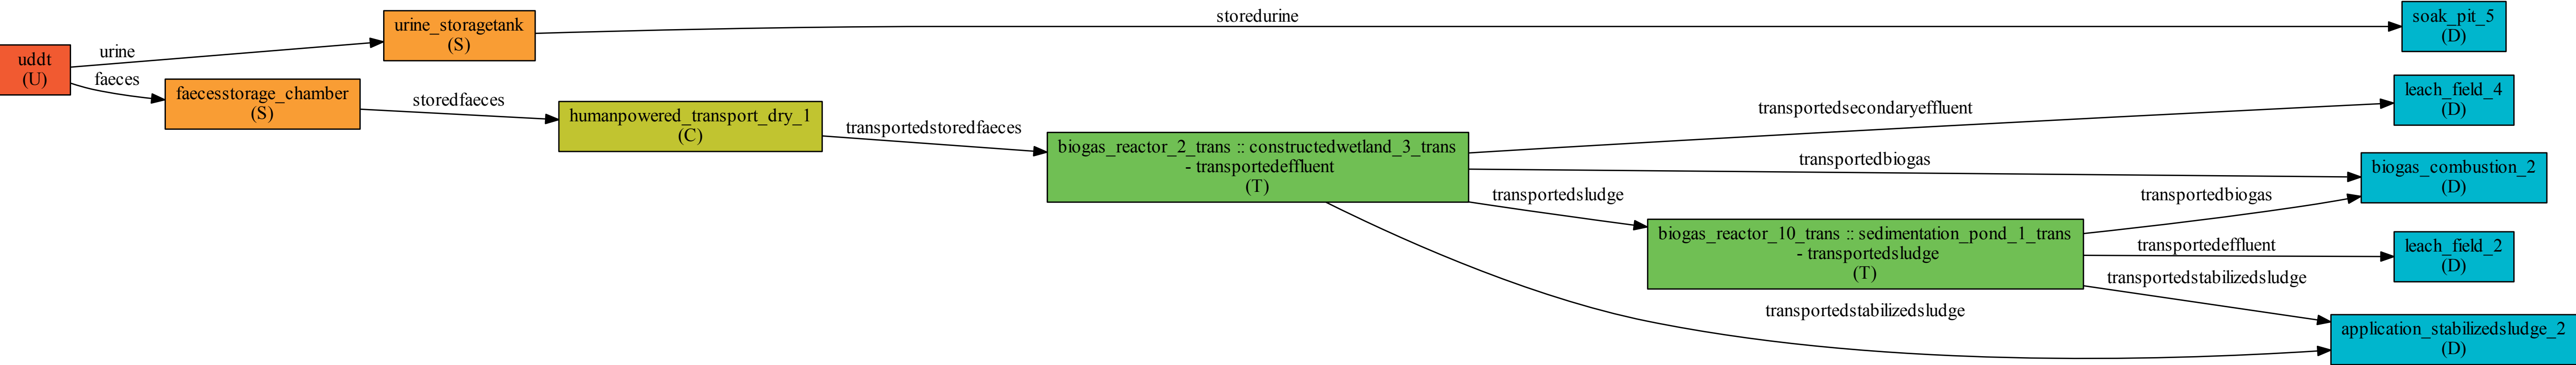 uddt
(U)
urine
faeces
urine_storagetank
(S)
faecesstorage_chamber
(S)
storedurine
storedfaeces
humanpowered_transport_dry_1
(C)
transportedstoredfaeces
biogas_reactor_2_trans :: constructedwetland_3_trans
- transportedeffluent
(T)
transportedsecondaryeffluent
transportedbiogas
transportedsludge
transportedstabilizedsludge
biogas_reactor_10_trans :: sedimentation_pond_1_trans
- transportedsludge
(T)
transportedbiogas
transportedeffluent
transportedstabilizedsludge
soak_pit_5
(D)
leach_field_4
(D)
biogas_combustion_2
(D)
leach_field_2
(D)
application_stabilizedsludge_2
(D)